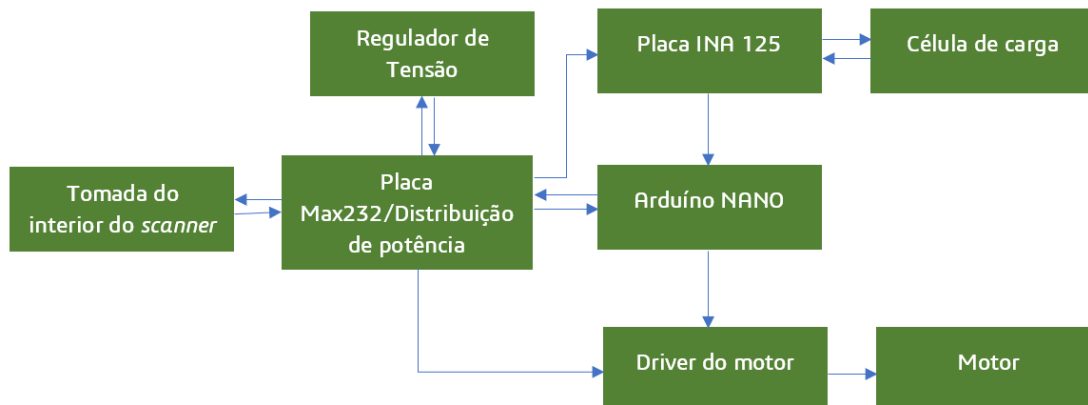 Regulador de
Tensão
Placa INA 125
Célula de carga
Tomada do
interior do scanner
Placa
Max232/Distribuição
de potência
Arduíno NANO
Driver do motor
Motor